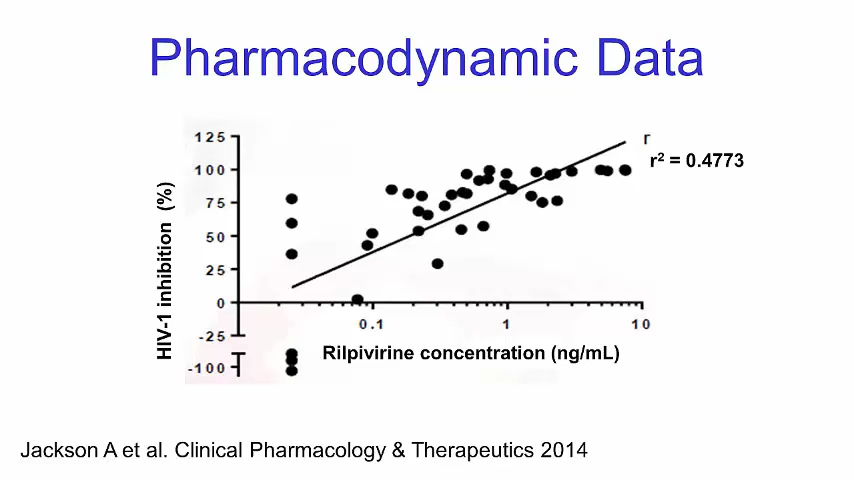 Pharmacodynamic Data
125
r
r² = 0.4773
100
75
50
25
0
-25
-100
HIV-1 inhibition (%)
0.1
1
10
Rilpivirine concentration (ng/mL)
Jackson A et al. Clinical Pharmacology & Therapeutics 2014